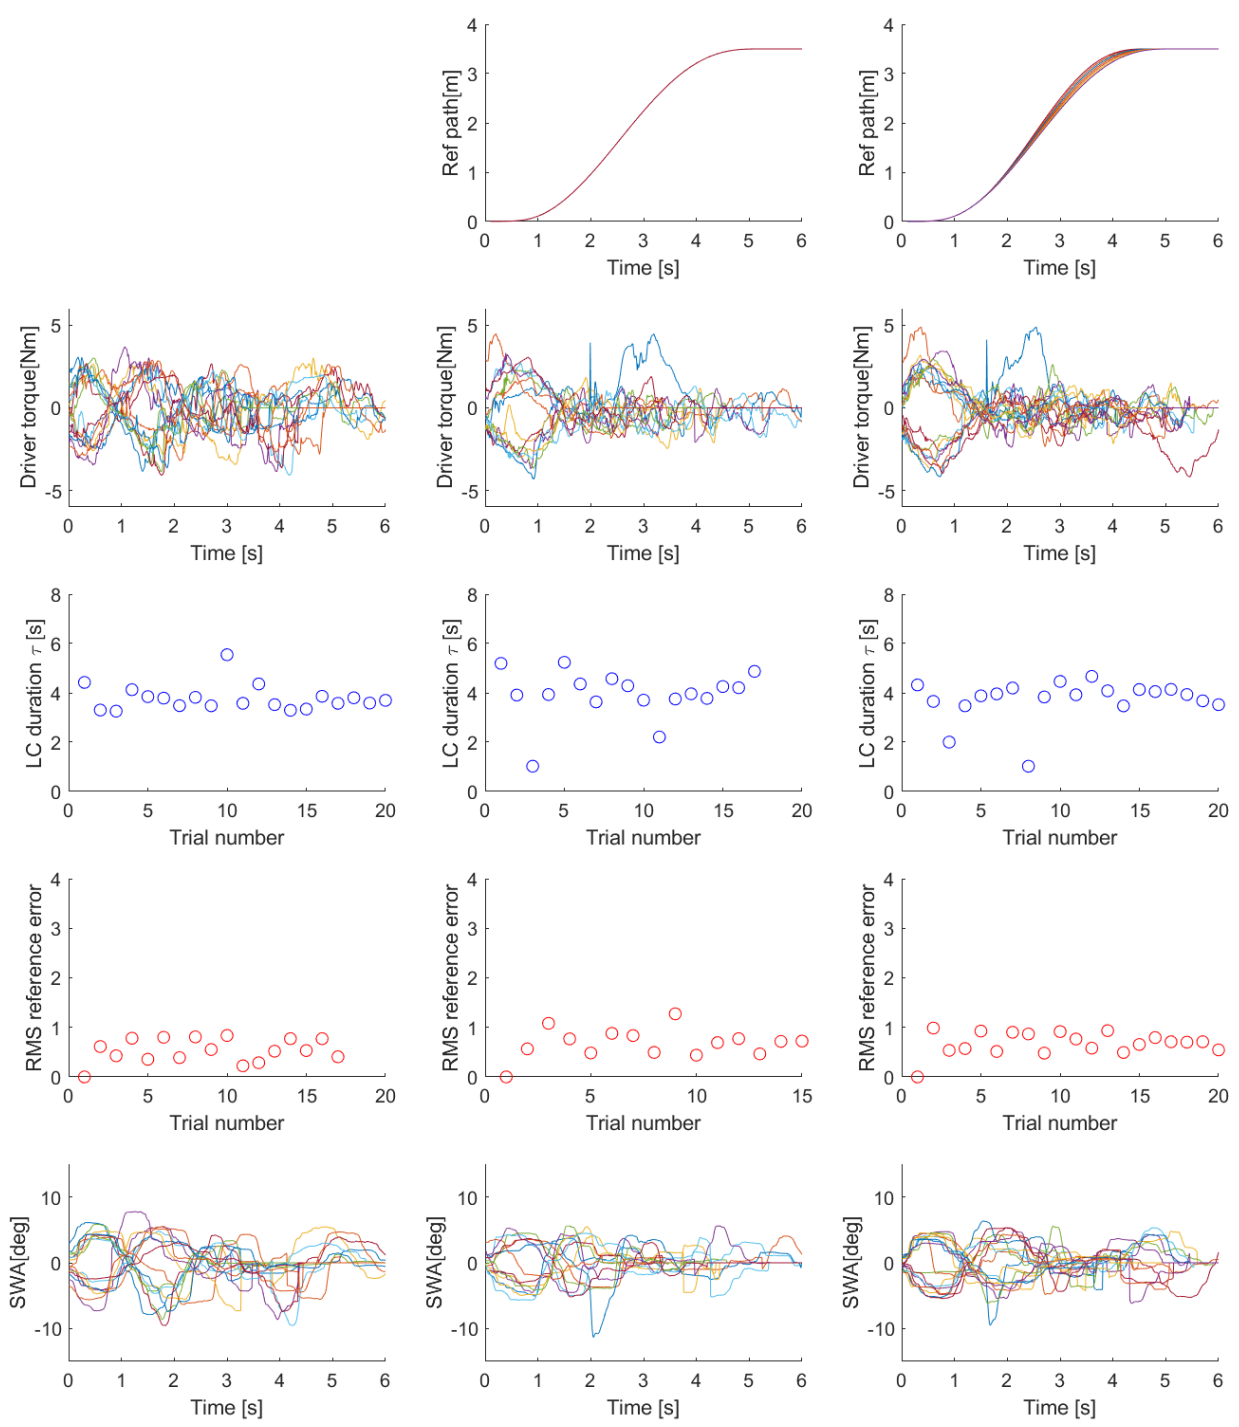 4
3
2
1
0
Ref path[m]
0 1 2 3 4 5 6
Time [s]
4
3
2
1
0
Ref path[m]
0 1 2 3 4 5 6
Time [s]
5
0
-5
Driver torque[Nm]
0 1 2 3 4 5 6
Time [s]
5
0
-5
Driver torque[Nm]
0 1 2 3 4 5 6
Time [s]
5
0
-5
Driver torque[Nm]
0 1 2 3 4 5 6
Time [s]
8
6
4
2
0
LC duration τ [s]
0 5 10 15 20
Trial number
8
6
4
2
0
LC duration τ [s]
0 5 10 15 20
Trial number
8
6
4
2
0
LC duration τ [s]
0 5 10 15 20
Trial number
4
3
2
1
0
RMS reference error
0 5 10 15 20
Trial number
4
3
2
1
0
RMS reference error
0 5 10 15
Trial number
4
3
2
1
0
RMS reference error
0 5 10 15 20
Trial number
10
0
-10
SWA[deg]
0 1 2 3 4 5 6
Time [s]
10
0
-10
SWA[deg]
0 1 2 3 4 5 6
Time [s]
10
0
-10
SWA[deg]
0 1 2 3 4 5 6
Time [s]